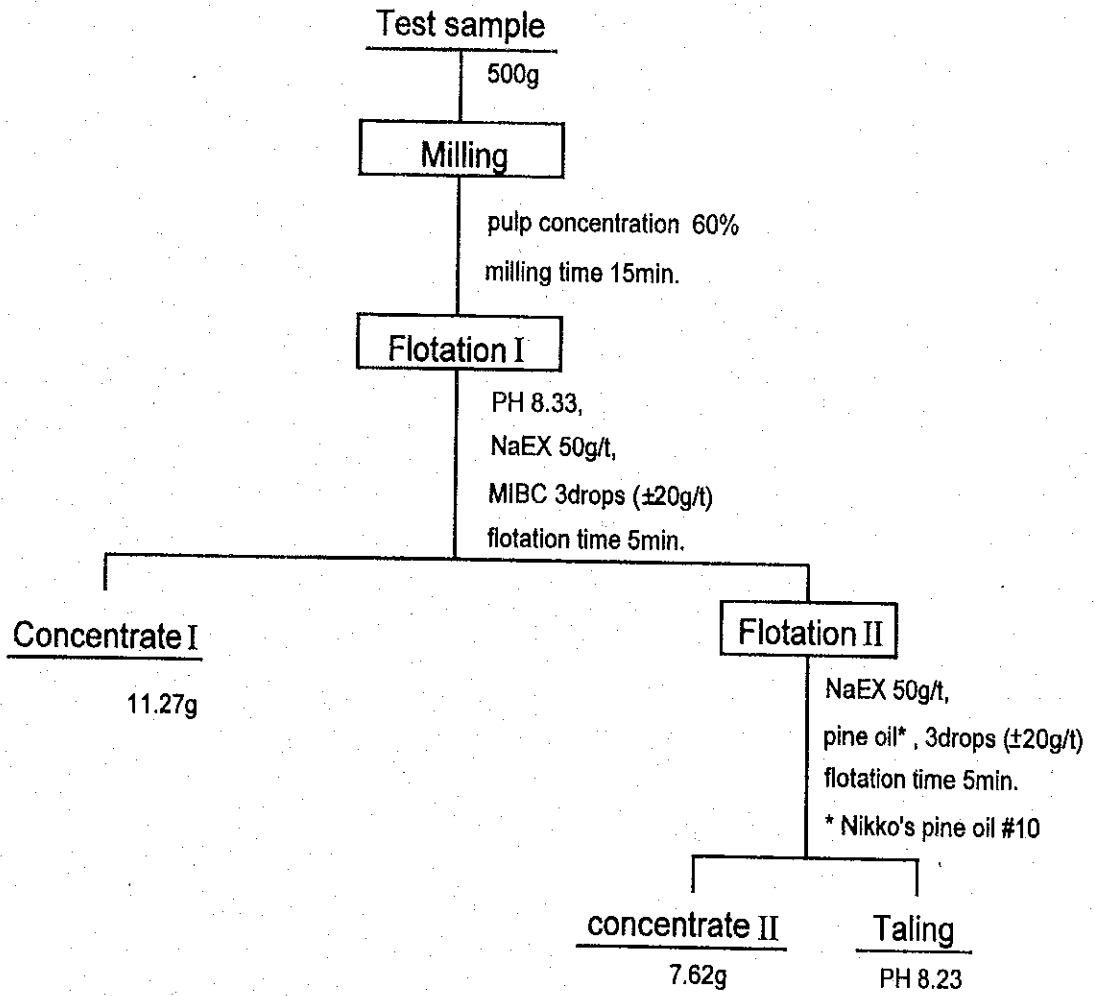 Test sample
500g
Milling
pulp concentration 60%
milling time 15min.
Flotation I
PH 8.33,
NaEX 50g/t,
MIBC 3drops (±20g/t)
flotation time 5min.
Concentrate I
11.27g
Flotation II
NaEX 50g/t,
pine oil* , 3drops (±20g/t)
flotation time 5min.
* Nikko's pine oil #10
concentrate II
7.62g
Taling
PH 8.23